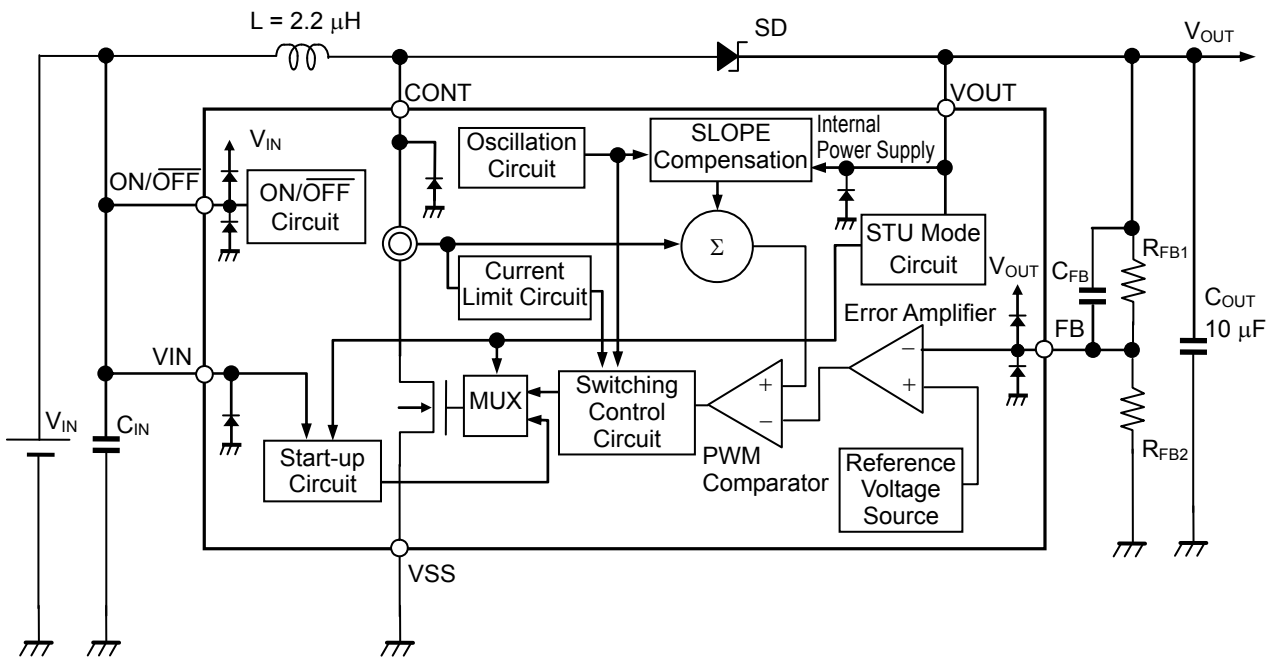 L = 2.2 μH
SD
VOUT
CONT
VOUT
VIN
Oscillation
Circuit
SLOPE
Compensation
Internal
Power Supply
ON/OFF
ON/OFF
Circuit
Σ
STU Mode
Circuit
Current
Limit Circuit
VOUT
CFB
RFB1
Error Amplifier
FB
COUT
10 μF
VIN
MUX
Switching
Control
Circuit
+
−
−
+
VIN
CIN
Start-up
Circuit
PWM
Comparator
Reference
Voltage
Source
RFB2
VSS